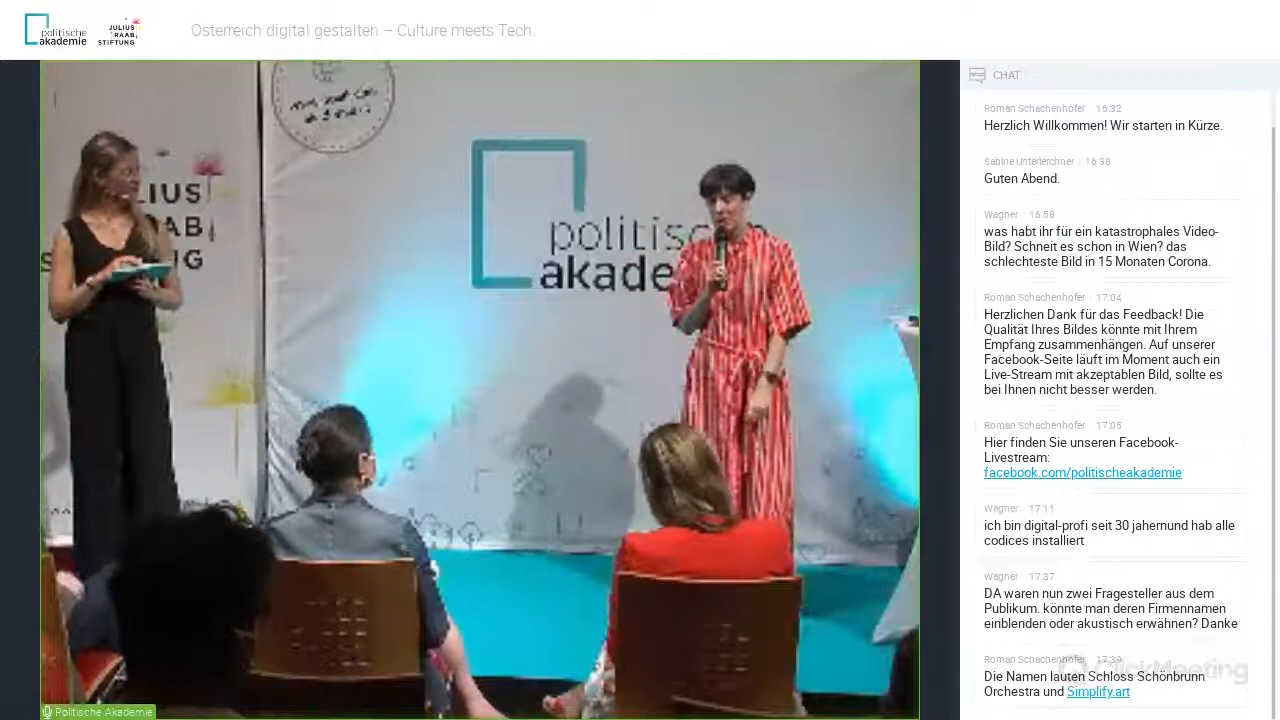 politische
akademie
JULIUS
RAAB
STIFTUNG
Österreich digital gestalten – Culture meets Tech.
JLIUS
RAAB
S
NG
politisc
akade
Politische Akademie
CHAT
Roman Schachenhofer 16:32
Herzlich Willkommen! Wir starten in Kürze.
Sabine Unterlerchner 16:38
Guten Abend.
Wagner 16:58
was habt ihr für ein katastrophales Video-
Bild? Schneit es schon in Wien? das
schlechteste Bild in 15 Monaten Corona.
Roman Schachenhofer 17:04
Herzlichen Dank für das Feedback! Die
Qualität Ihres Bildes könnte mit Ihrem
Empfang zusammenhängen. Auf unserer
Facebook-Seite läuft im Moment auch ein
Live-Stream mit akzeptablen Bild, sollte es
bei Ihnen nicht besser werden.
Roman Schachenhofer 17:05
Hier finden Sie unseren Facebook-
Livestream:
facebook.com/politischeakademie
Wagner 17:11
ich bin digital-profi seit 30 jahernund hab alle
codices installiert
Wagner 17:37
DA waren nun zwei Fragesteller aus dem
Publikum. könnte man deren Firmennamen
einblenden oder akustisch erwähnen? Danke
Roman Schachenhofer 17:39
Die Namen lauten Schloss Schönbrunn
Orchestra und Simplify.art
ClickMeeting